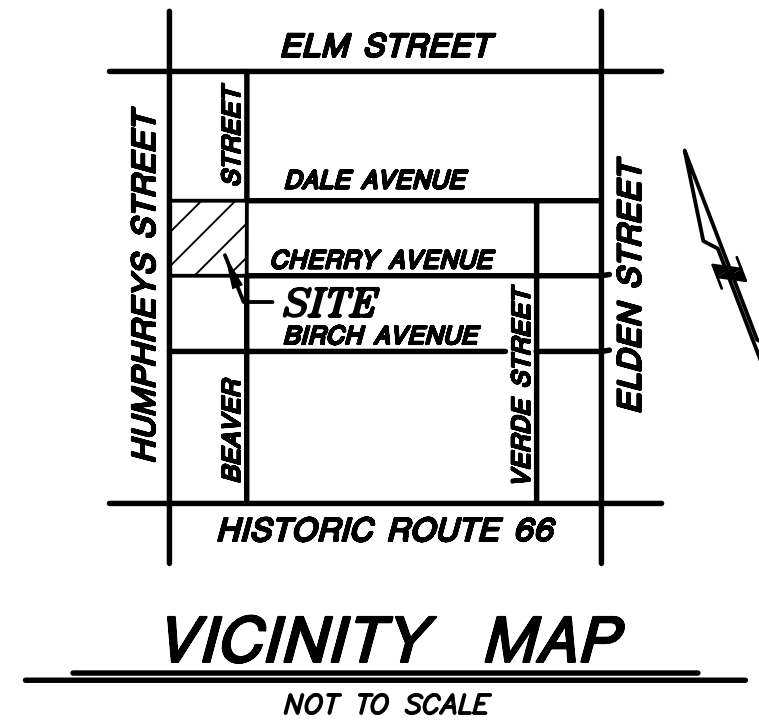 ELM STREET
STREET
HUMPHREYS STREET
DALE AVENUE
ELDEN STREET
CHERRY AVENUE
SITE
BIRCH AVENUE
VERDE STREET
BEAVER
HISTORIC ROUTE 66
VICINITY MAP
NOT TO SCALE